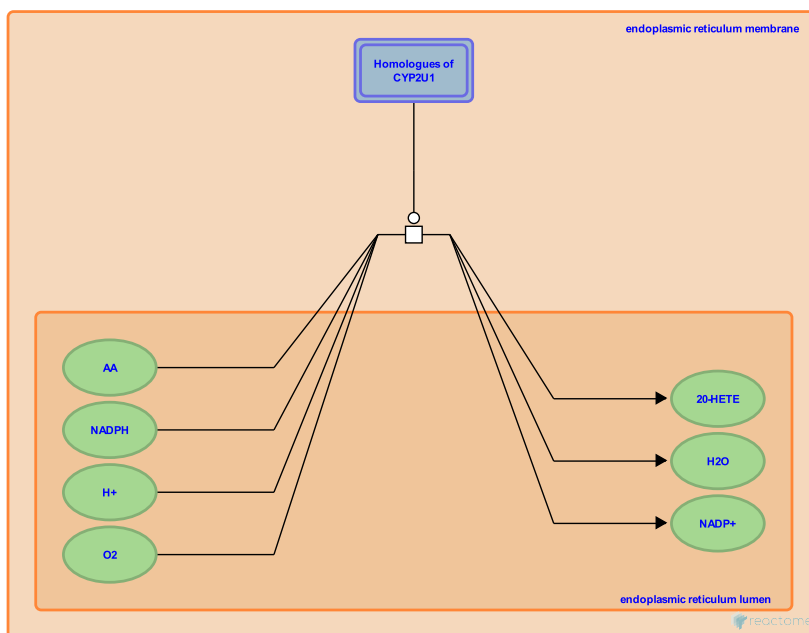 endoplasmic reticulum membrane
Homologues of
CYP2U1
AA
NADPH
H+
O2
20-HETE
H2O
NADP+
endoplasmic reticulum lumen
reactome